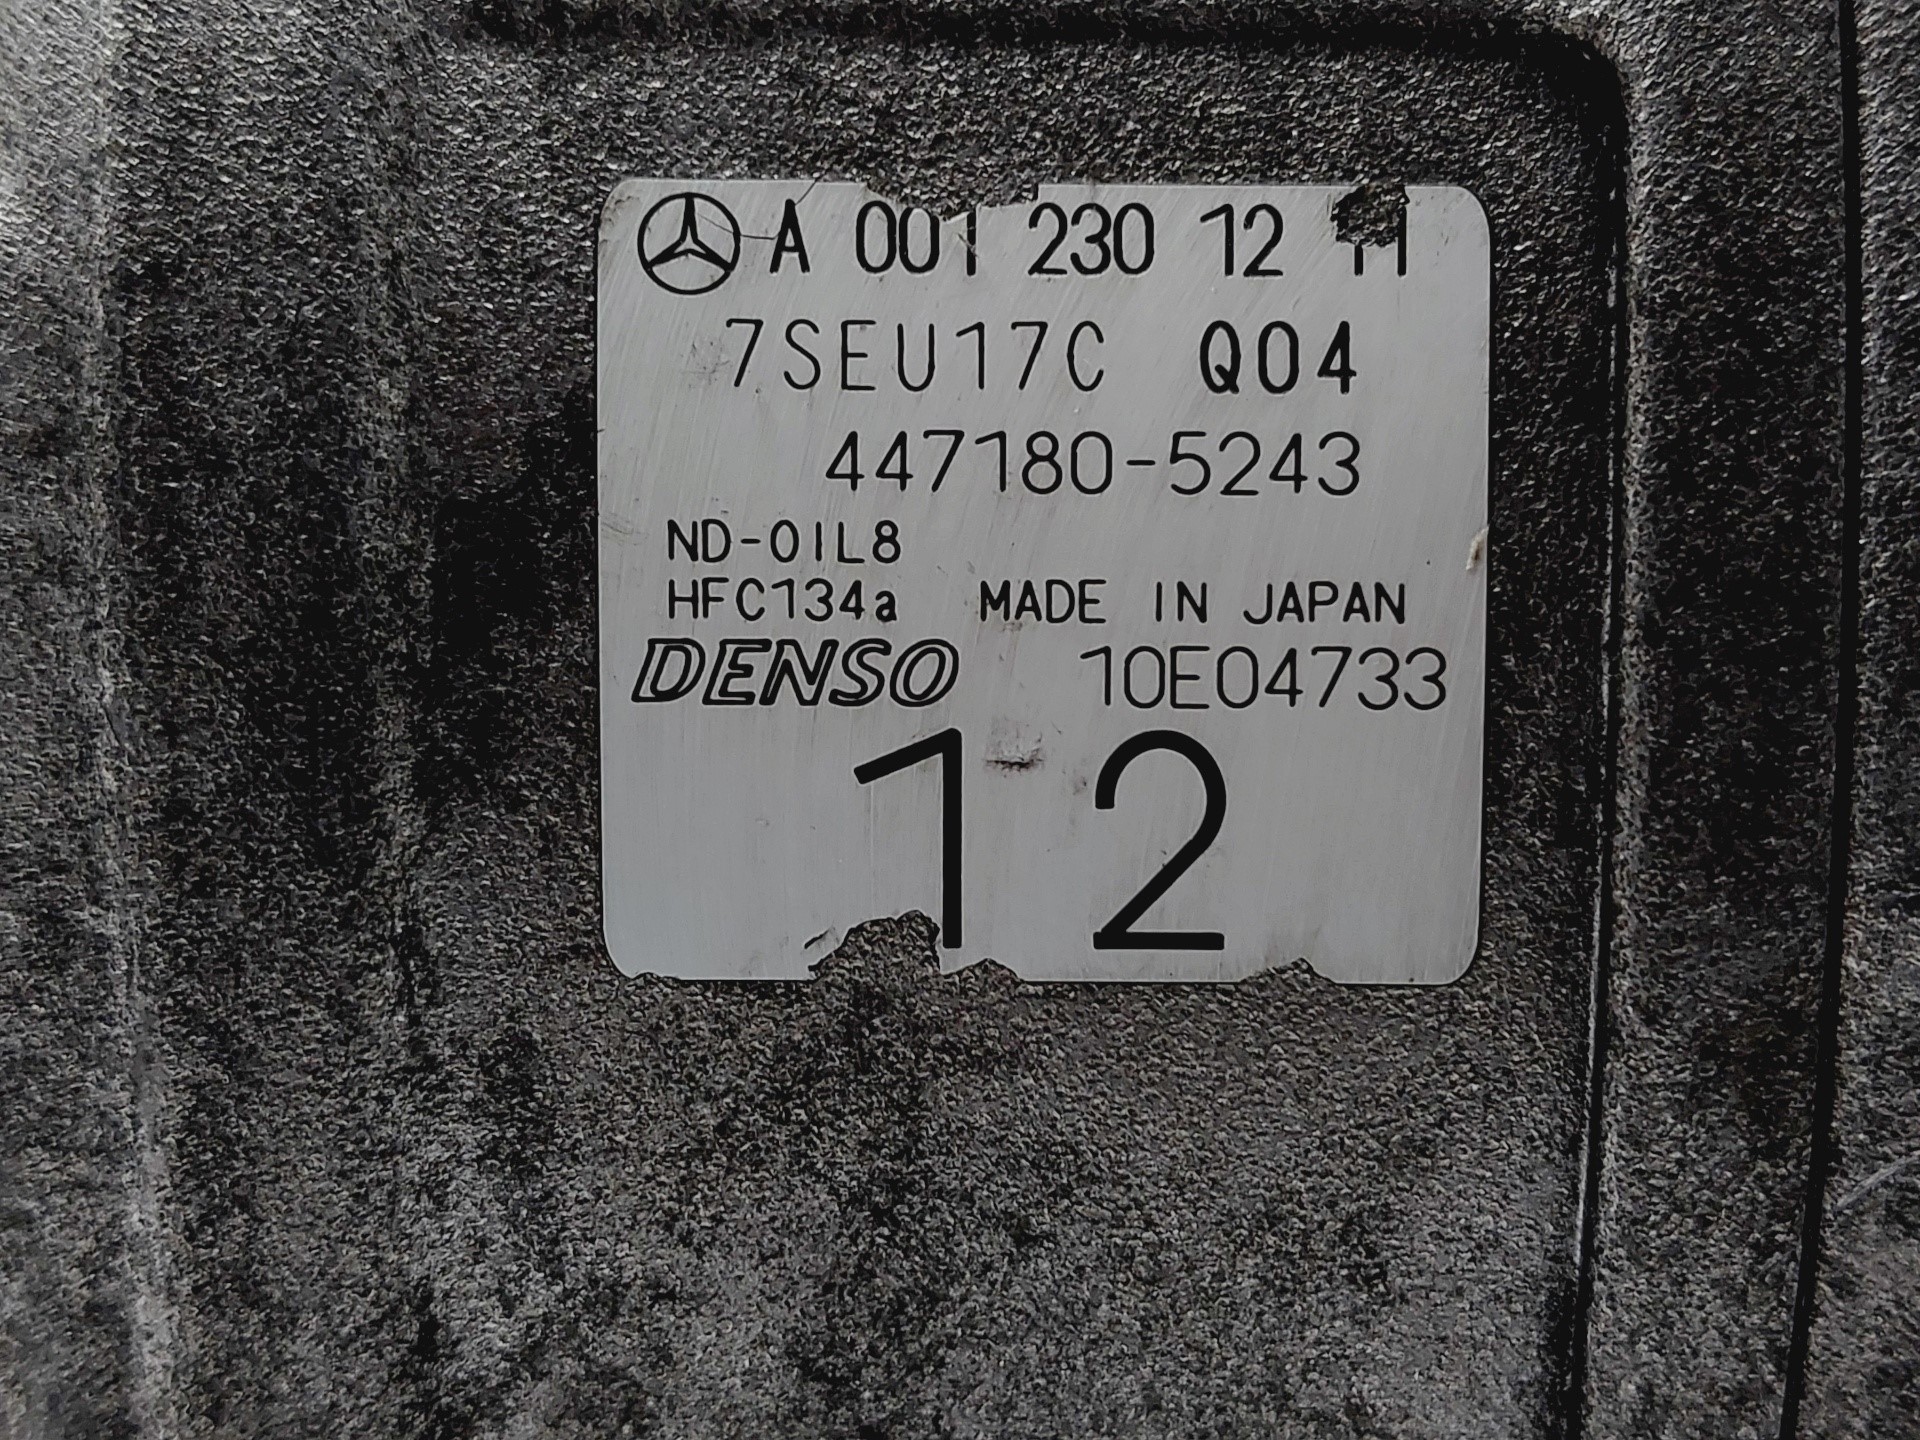 A 001 230 12 11
7SEU17C Q04
447180-5243
ND-OIL8
HFC134a MADE IN JAPAN
DENSO 10E04733
12